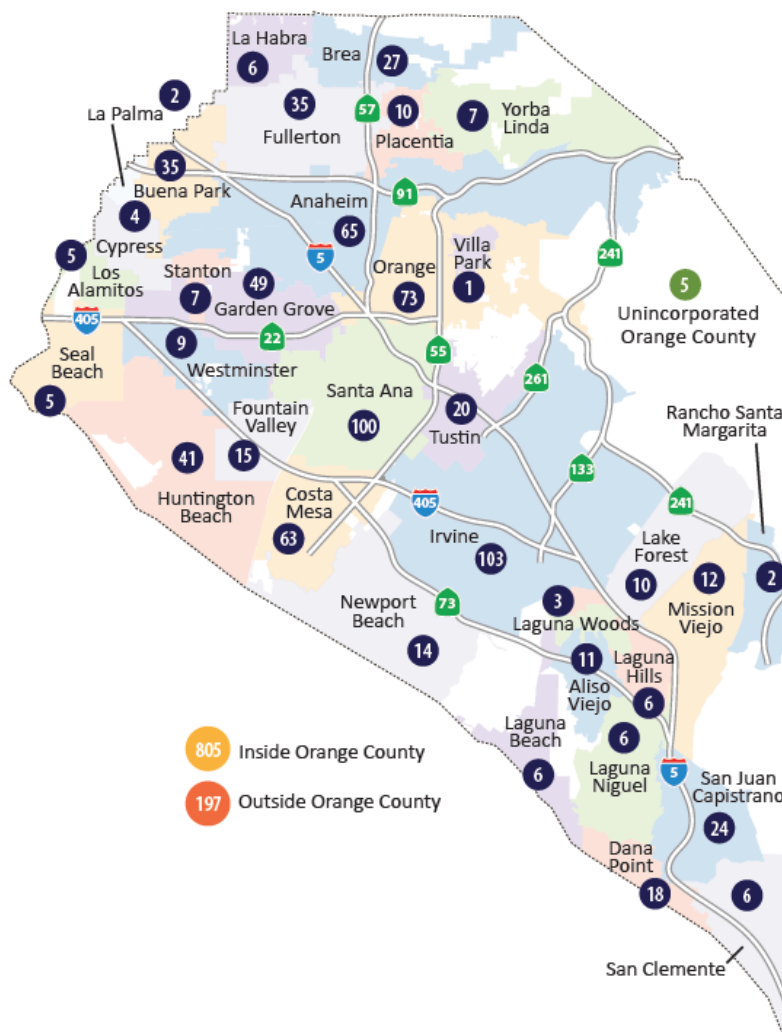 La Habra
6
Brea
27
2
La Palma
35
Fullerton
57
10
Placentia
7
Yorba
Linda
35
Buena Park
91
Anaheim
65
4
Cypress
5
Los
Alamitos
Stanton
7
49
Garden Grove
5
Orange
73
Villa
Park
1
241
5
Unincorporated
Orange County
405
22
55
Seal
Beach
5
9
Westminster
Santa Ana
100
Fountain
Valley
15
20
Tustin
261
Rancho Santa
Margarita
2
41
Huntington
Beach
Costa
Mesa
63
405
Irvine
103
133
241
Lake
Forest
10
12
Mission
Viejo
Newport
Beach
14
73
3
Laguna Woods
11
Aliso
Viejo
Laguna
Hills
6
Laguna
Beach
6
6
Laguna
Niguel
5
San Juan
Capistrano
24
805 Inside Orange County
197 Outside Orange County
Dana
Point
18
6
San Clemente